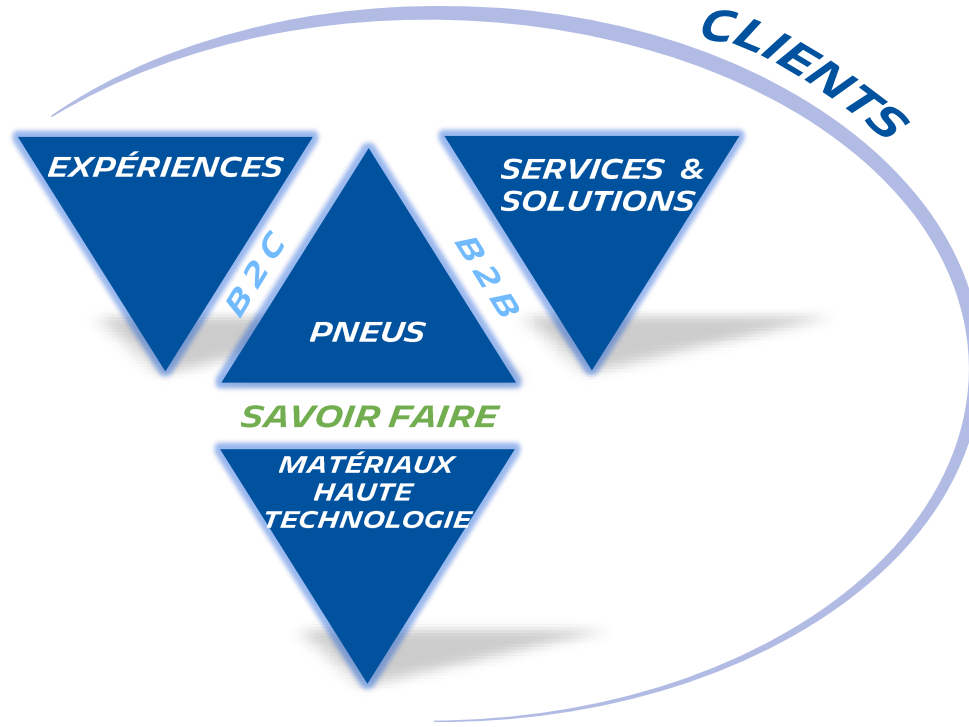 CLIENTS
EXPÉRIENCES
SERVICES &
SOLUTIONS
B2C
B2B
PNEUS
SAVOIR FAIRE
MATÉRIAUX
HAUTE
TECHNOLOGIE